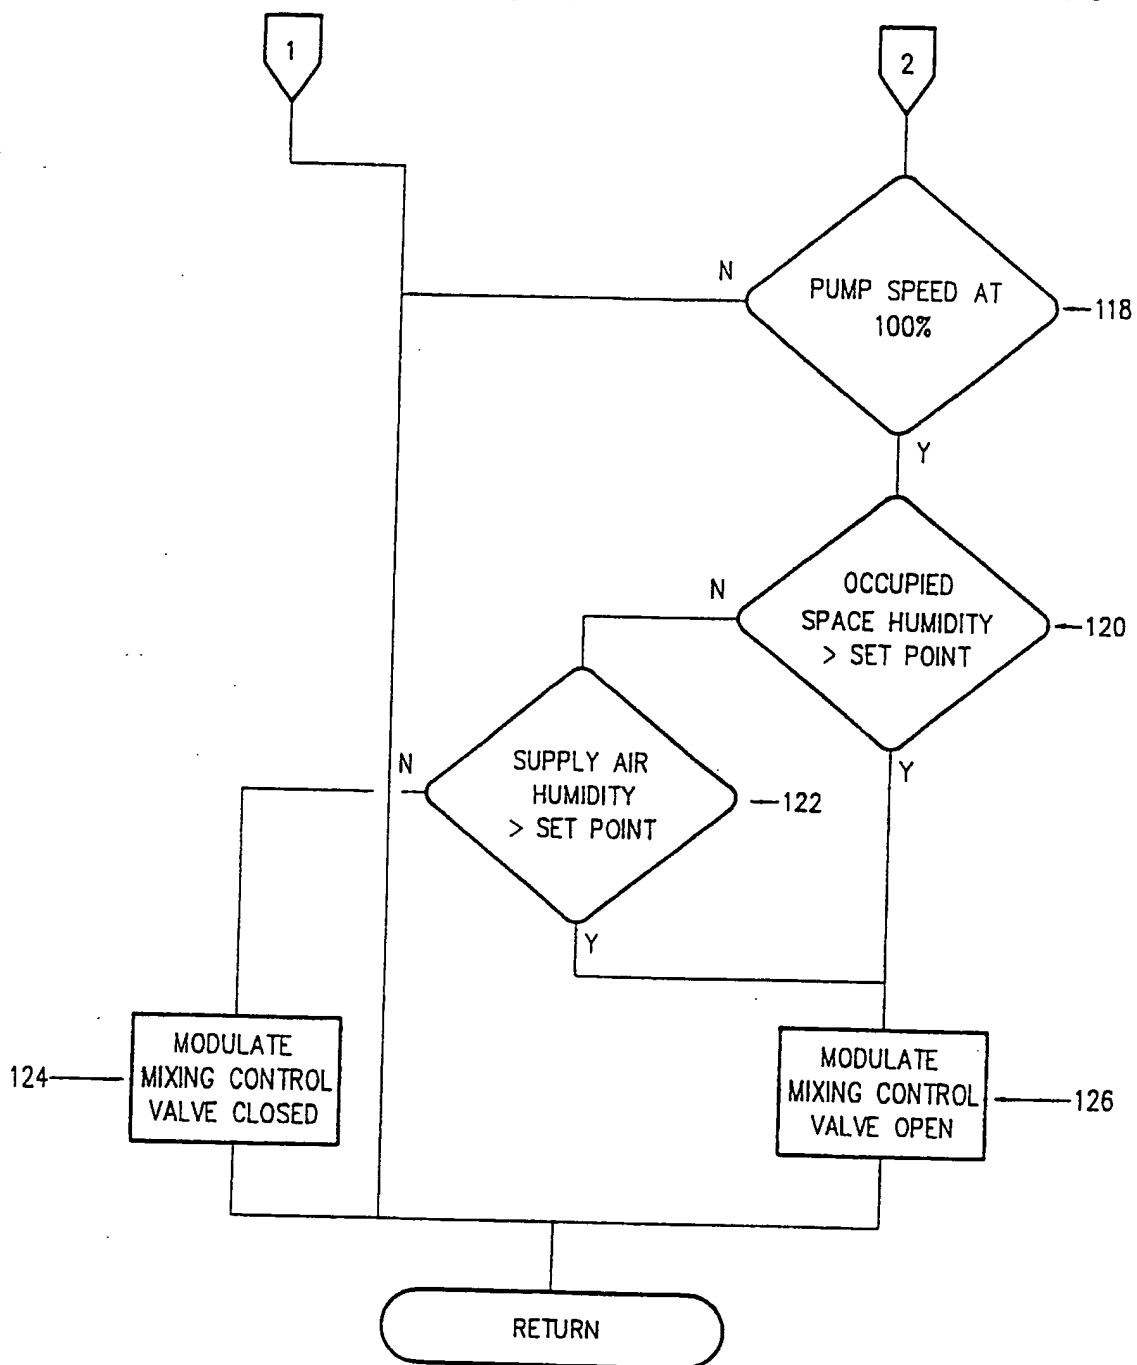 1
2
N
PUMP SPEED AT
100%
118
Y
N
OCCUPIED
SPACE HUMIDITY
> SET POINT
120
Y
N
SUPPLY AIR
HUMIDITY
> SET POINT
122
Y
124
MODULATE
MIXING CONTROL
VALVE CLOSED
MODULATE
MIXING CONTROL
VALVE OPEN
126
RETURN